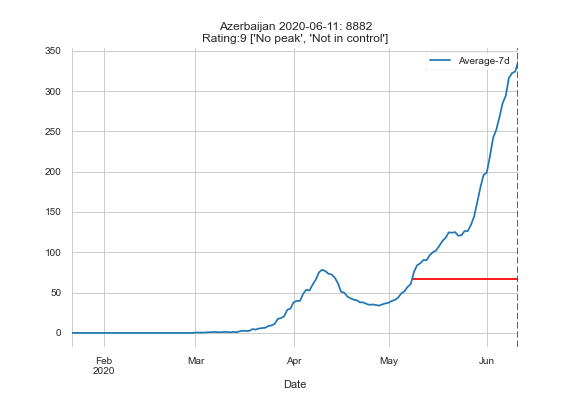 Azerbaijan 2020-06-11: 8882
Rating:9 ['No peak', 'Not in control']
Average-7d
350
300
250
200
150
100
50
0
Feb
2020
Mar
Apr
May
Jun
Date